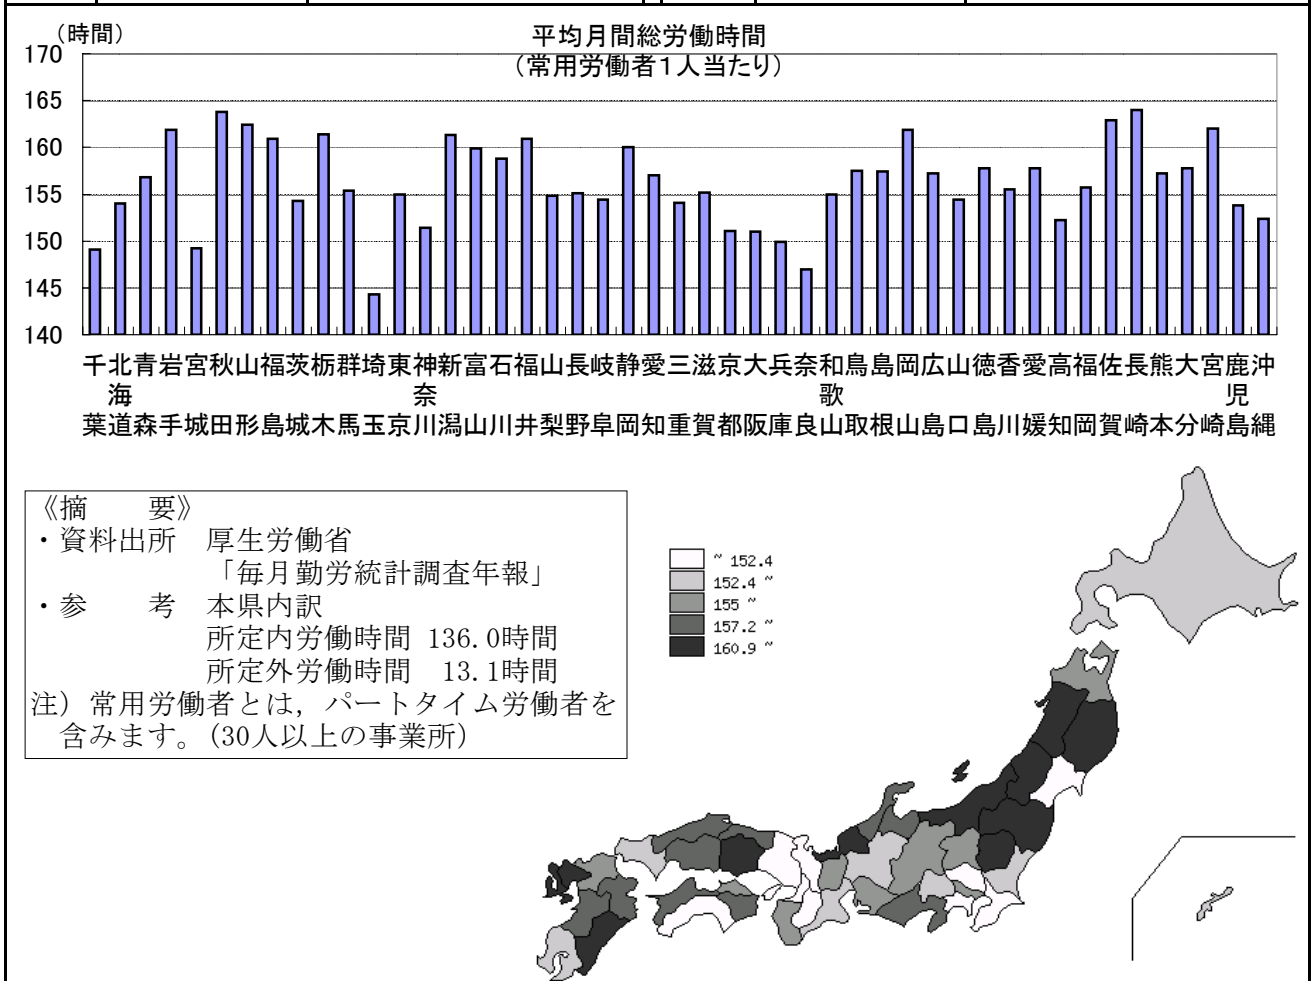 （時間）
平均月間総労働時間
（常用労働者１人当たり）
170
165
160
155
150
145
140
千葉 北海道 青森 岩手 宮城 秋田 山形 福島 茨城 栃木 群馬 埼玉 東京 神奈川 新潟 富山 石川 福井 山梨 長野 岐阜 静岡 愛知 三重 滋賀 京都 大阪 兵庫 奈良 和歌山 鳥取 島根 岡山 広島 山口 徳島 香川 愛媛 高知 福岡 佐賀 長崎 熊本 大分 宮崎 鹿児島 沖縄
《摘　　要》
・資料出所　厚生労働省
「毎月勤労統計調査年報」
・参　　考　本県内訳
所定内労働時間 136.0時間
所定外労働時間　13.1時間
注）常用労働者とは，パートタイム労働者を
含みます。（30人以上の事業所）
~ 152.4
152.4 ~
155 ~
157.2 ~
160.9 ~